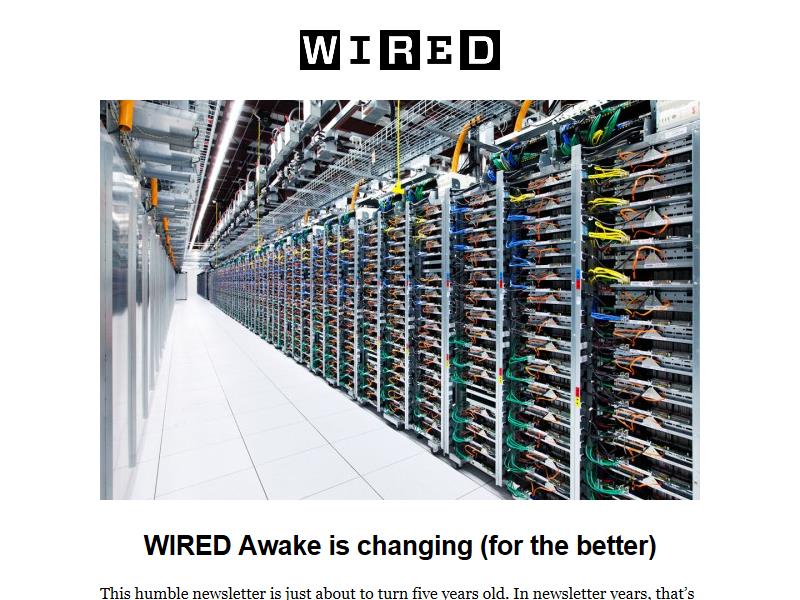 WIRED
WIRED Awake is changing (for the better)
This humble newsletter is just about to turn five years old. In newsletter years, that’s